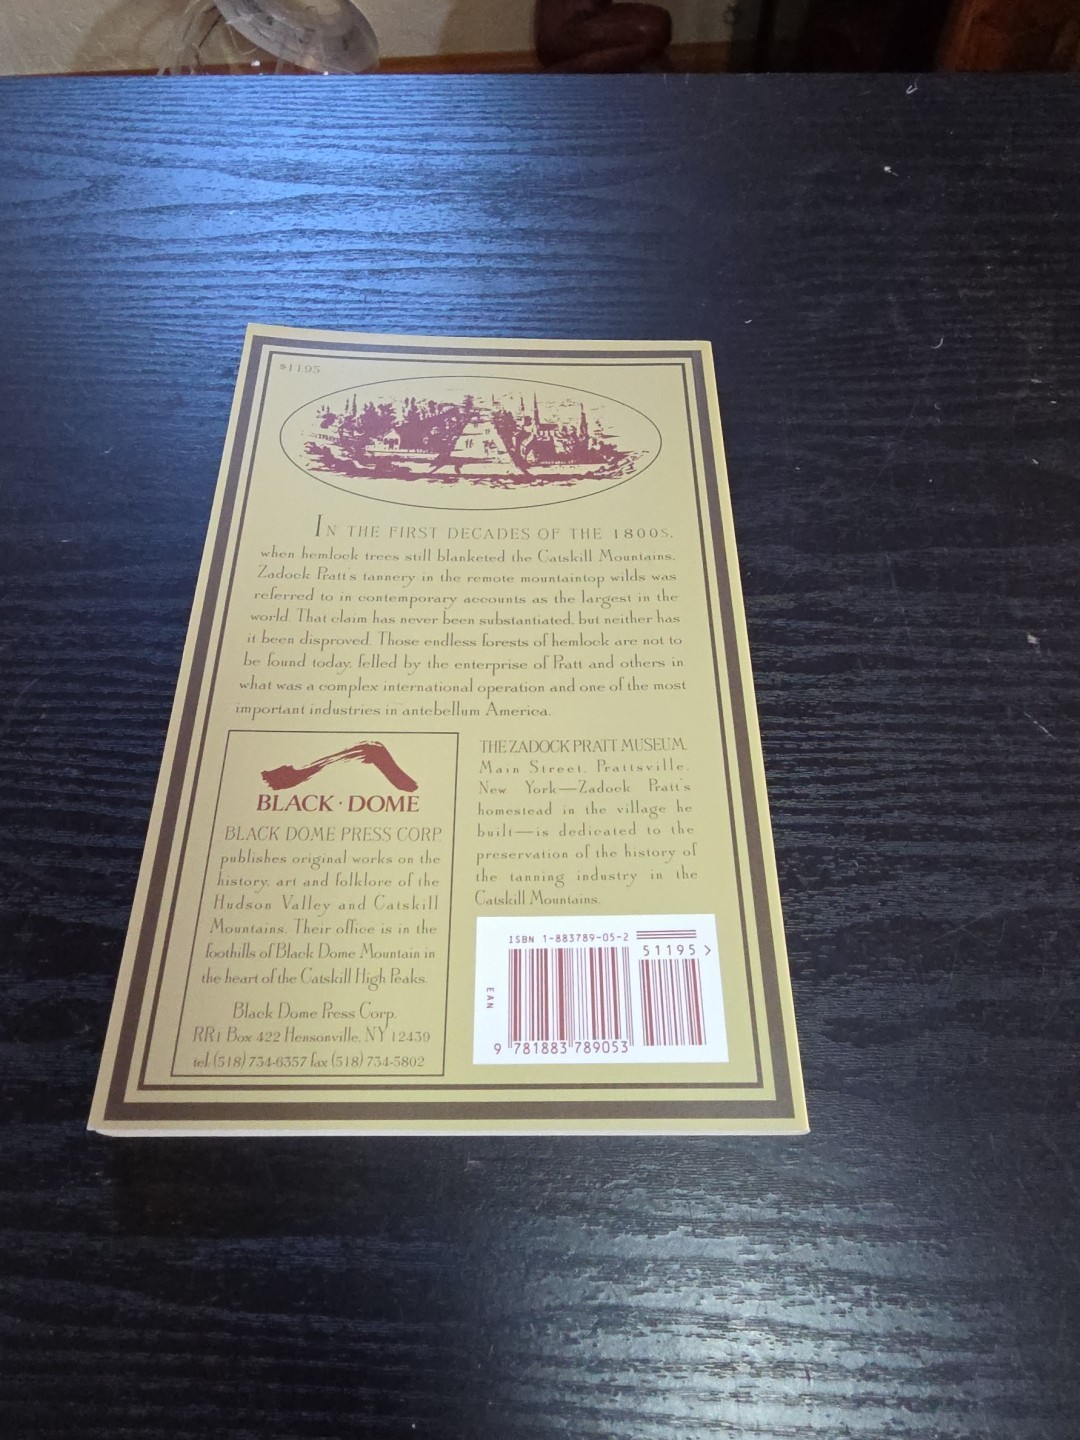 $11.95
IN THE FIRST DECADES OF THE 1800S,
when hemlock trees still blanketed the Catskill Mountains,
Zadock Pratt's tannery in the remote mountaintop wilds was
referred to in contemporary accounts as the largest in the
world. That claim has never been substantiated, but neither has
it been disproved. Those endless forests of hemlock are not to
be found today, felled by the enterprise of Pratt and others in
what was a complex international operation and one of the most
important industries in antebellum America.
BLACK · DOME
BLACK DOME PRESS CORP.
publishes original works on the
history, art and folklore of the
Hudson Valley and Catskill
Mountains. Their office is in the
foothills of Black Dome Mountain in
the heart of the Catskill High Peaks.
Black Dome Press Corp.
RR1 Box 422 Hensonville, NY 12439
tel. (518) 734-6357 fax (518) 734-5802
THE ZADOCK PRATT MUSEUM,
Main Street, Prattsville,
New York—Zadock Pratt's
homestead in the village he
built—is dedicated to the
preservation of the history of
the tanning industry in the
Catskill Mountains.
ISBN 1-883789-05-2
51195 >
EAN
9 781883 789053